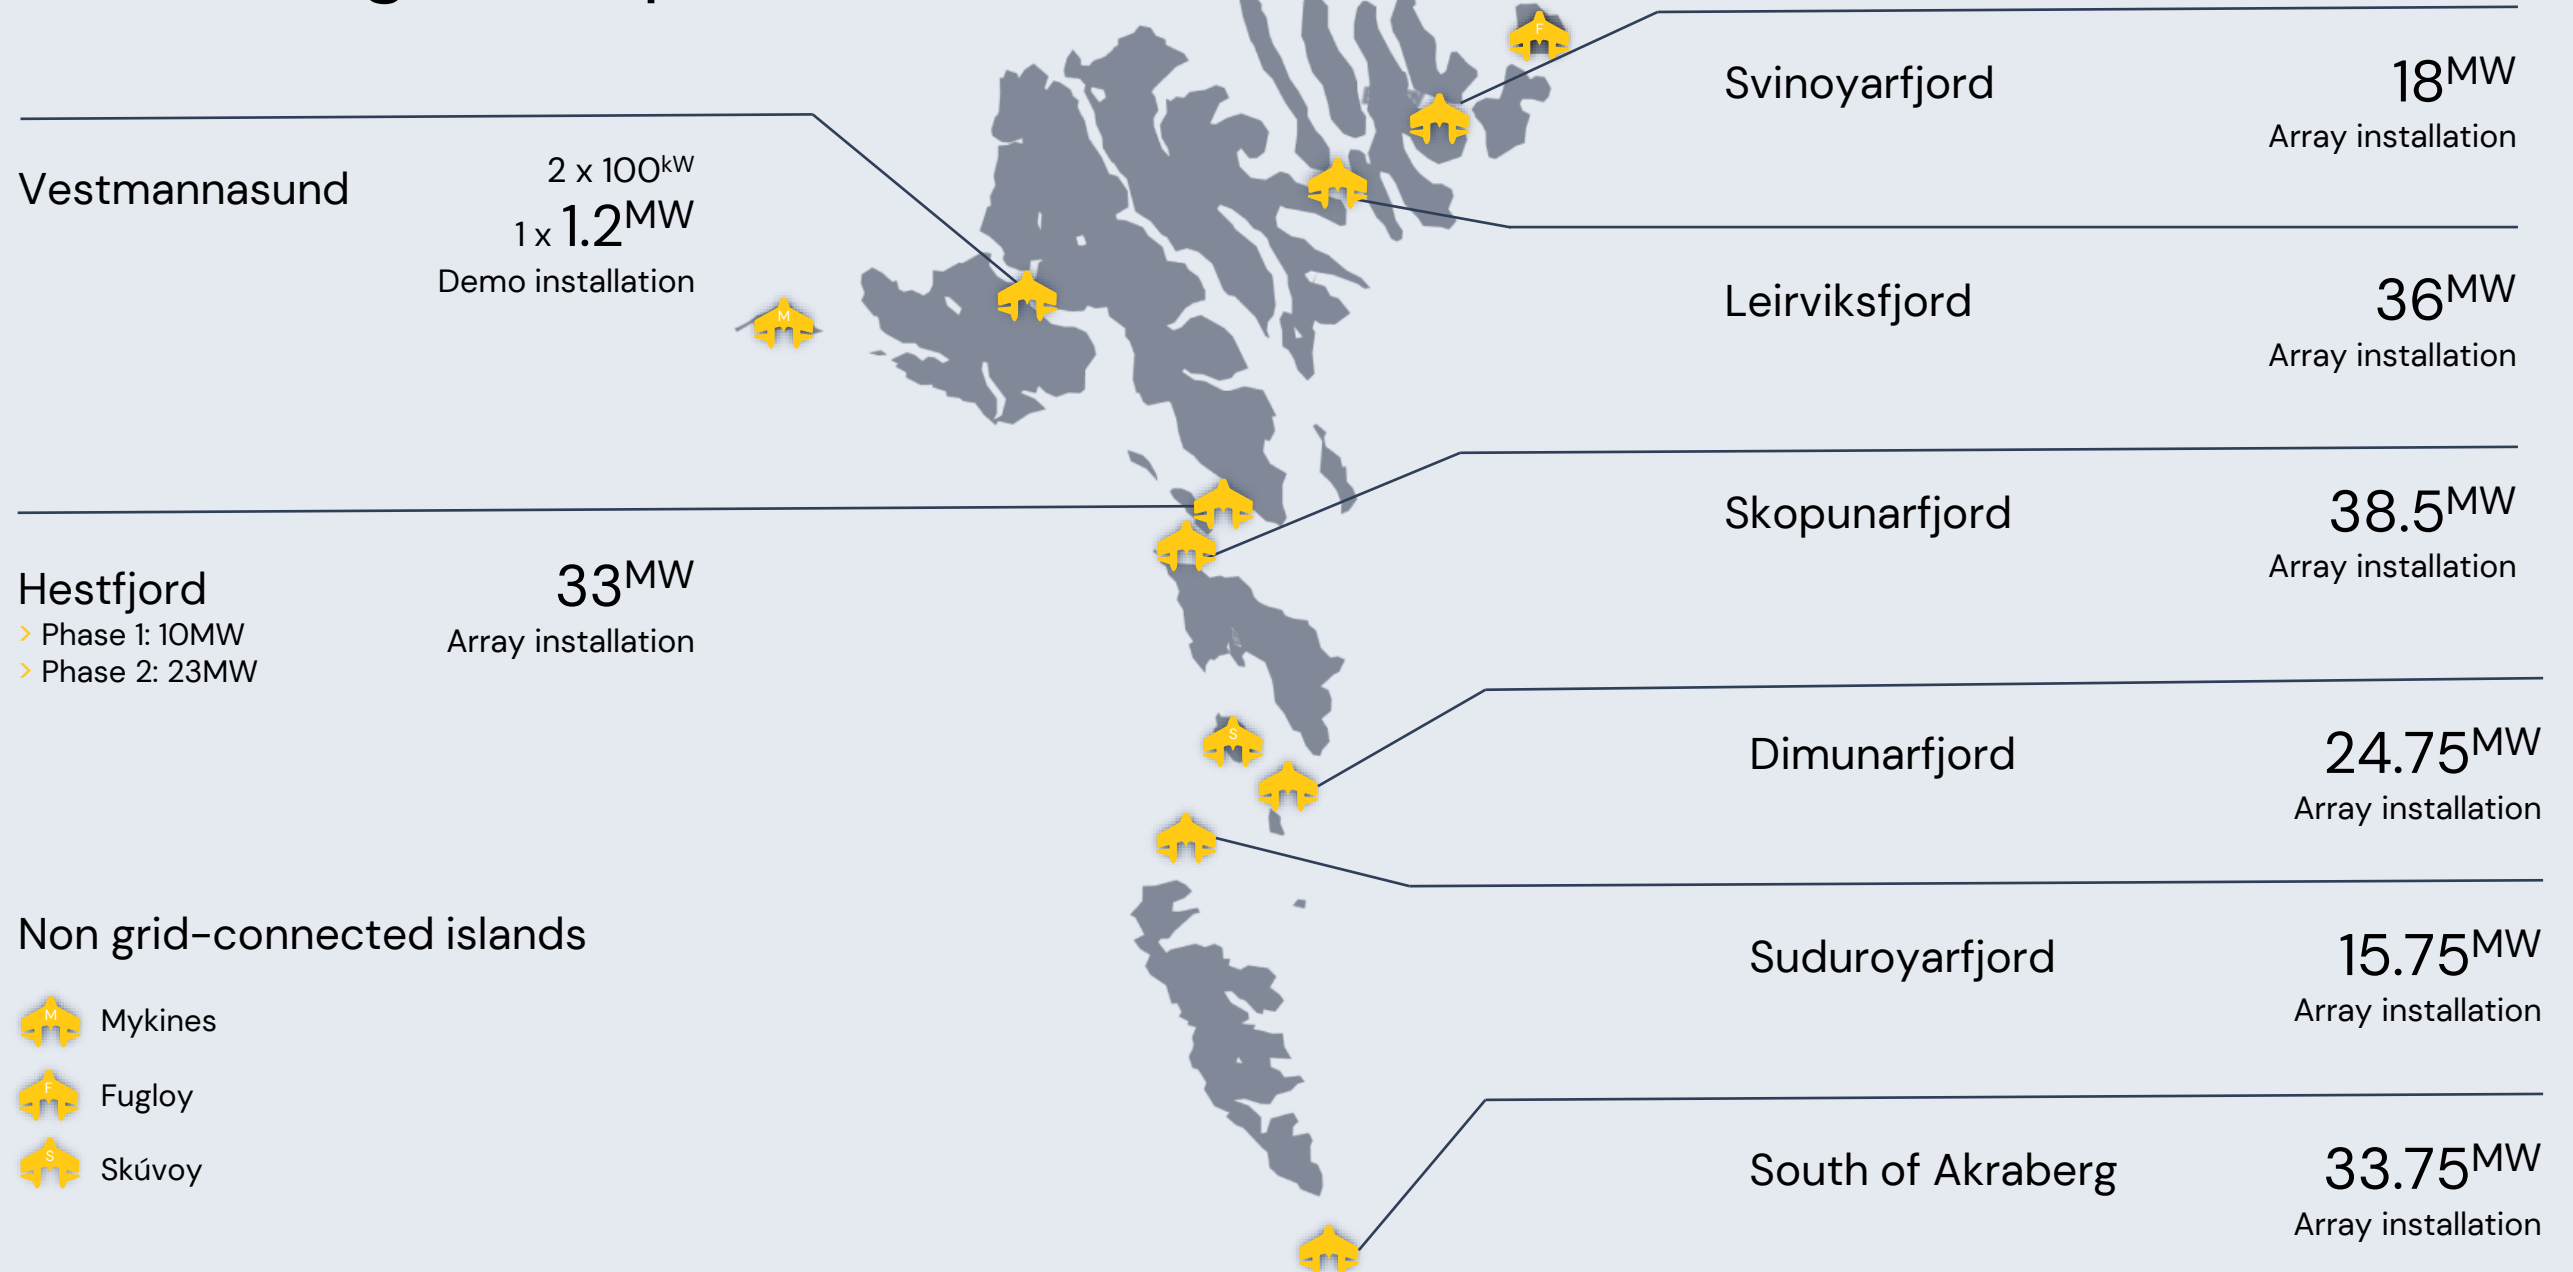 Vestmannasund
2 x 100kW
1 x 1.2MW
Demo installation
Hestfjord
> Phase 1: 10MW
> Phase 2: 23MW
33MW
Array installation
Non grid-connected islands
M Mykines
F Fugloy
S Skúvoy
M
F
S
Svinoyarfjord
18MW
Array installation
Leirviksfjord
36MW
Array installation
Skopunarfjord
38.5MW
Array installation
Dimunarfjord
24.75MW
Array installation
Suduroyarfjord
15.75MW
Array installation
South of Akraberg
33.75MW
Array installation